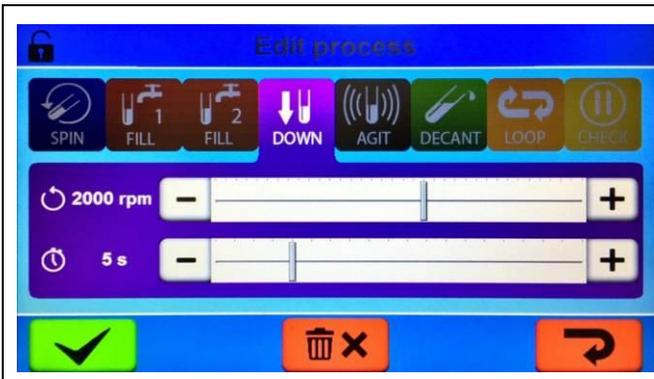 Edit process
1 2
SPIN FILL FILL DOWN AGIT DECANT LOOP CHECK
2000 rpm − +
5 s − +